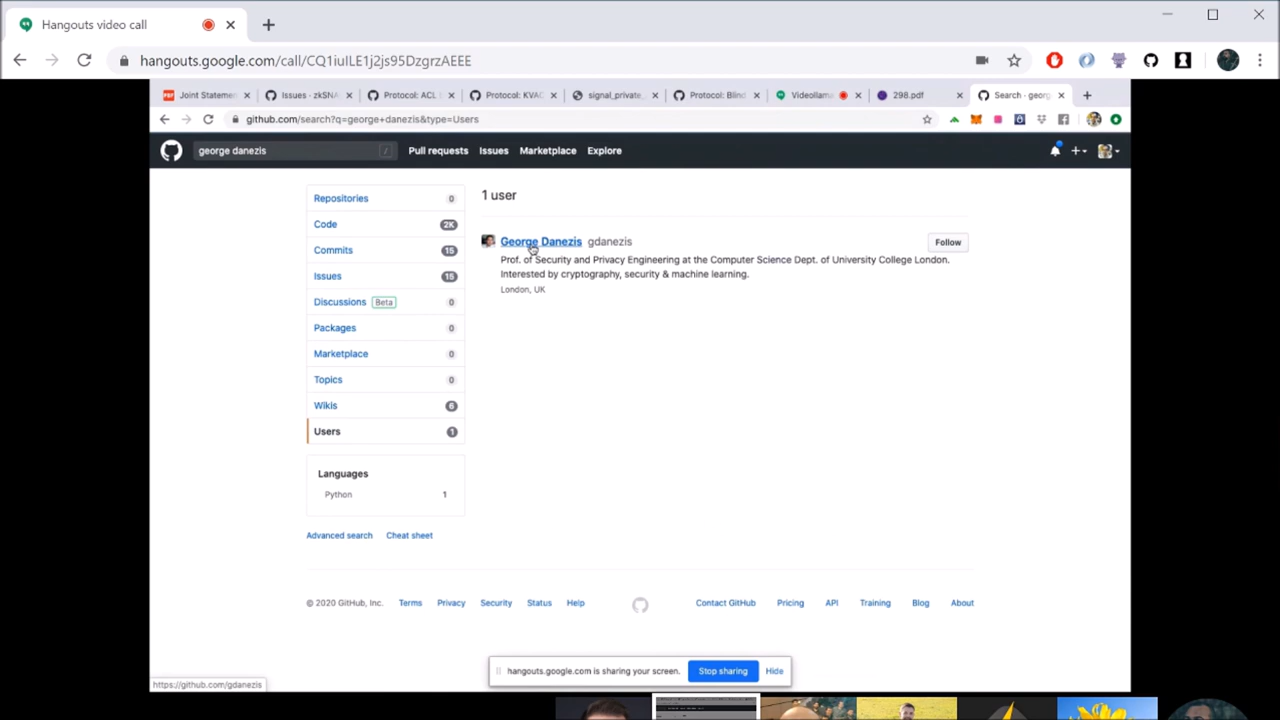 Hangouts video call
hangouts.google.com/call/CQ1iuILE1j2js95DzgrzAEEE
Joint Stateme
Issues - zkSNA
Protocol: ACL
Protocol: KVAC
signal_private_
Protocol: Blind
Videollam
298.pdf
Search - georg
github.com/search?q=george+danezis&type=Users
george danezis /
Pull requests Issues Marketplace Explore
Repositories 0
Code 2K
Commits 15
Issues 15
Discussions Beta 0
Packages 0
Marketplace 0
Topics 0
Wikis 6
Users 1
Languages
Python 1
Advanced search Cheat sheet
1 user
George Danezis gdanezis
Follow
Prof. of Security and Privacy Engineering at the Computer Science Dept. of University College London.
Interested by cryptography, security & machine learning.
London, UK
© 2020 GitHub, Inc. Terms Privacy Security Status Help Contact GitHub Pricing API Training Blog About
hangouts.google.com is sharing your screen. Stop sharing Hide
https://github.com/gdanezis